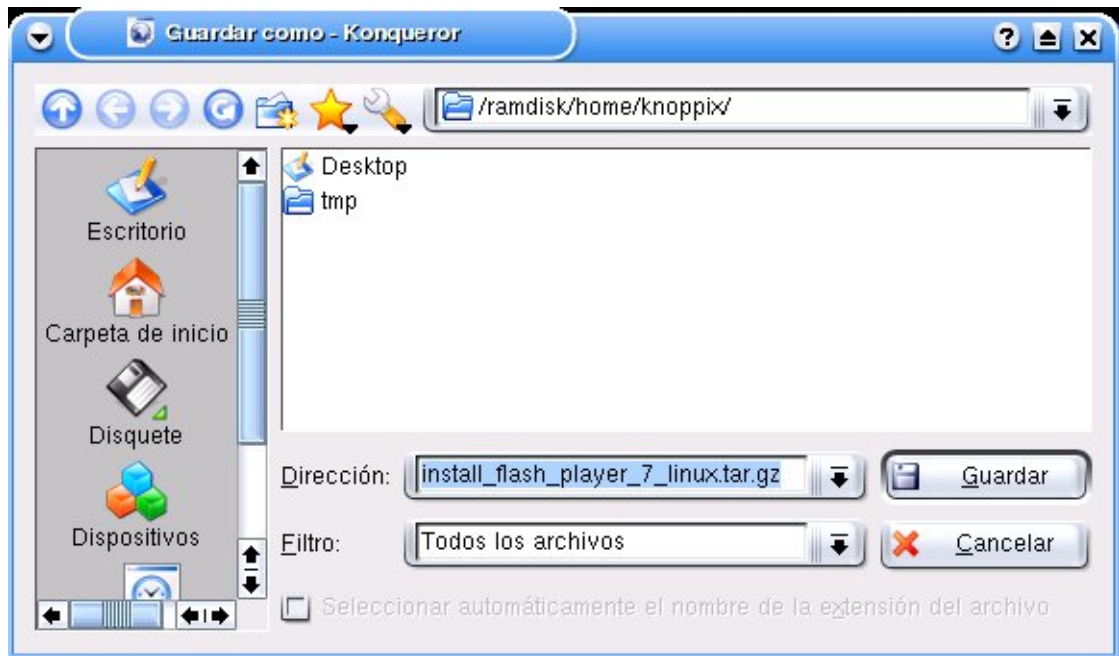 Guardar como - Konqueror
/ramdisk/home/knoppix/
Desktop
tmp
Escritorio
Carpeta de inicio
Disquete
Dispositivos
Dirección: install_flash_player_7_linux.tar.gz Guardar
Filtro: Todos los archivos Cancelar
Seleccionar automáticamente el nombre de la extensión del archivo